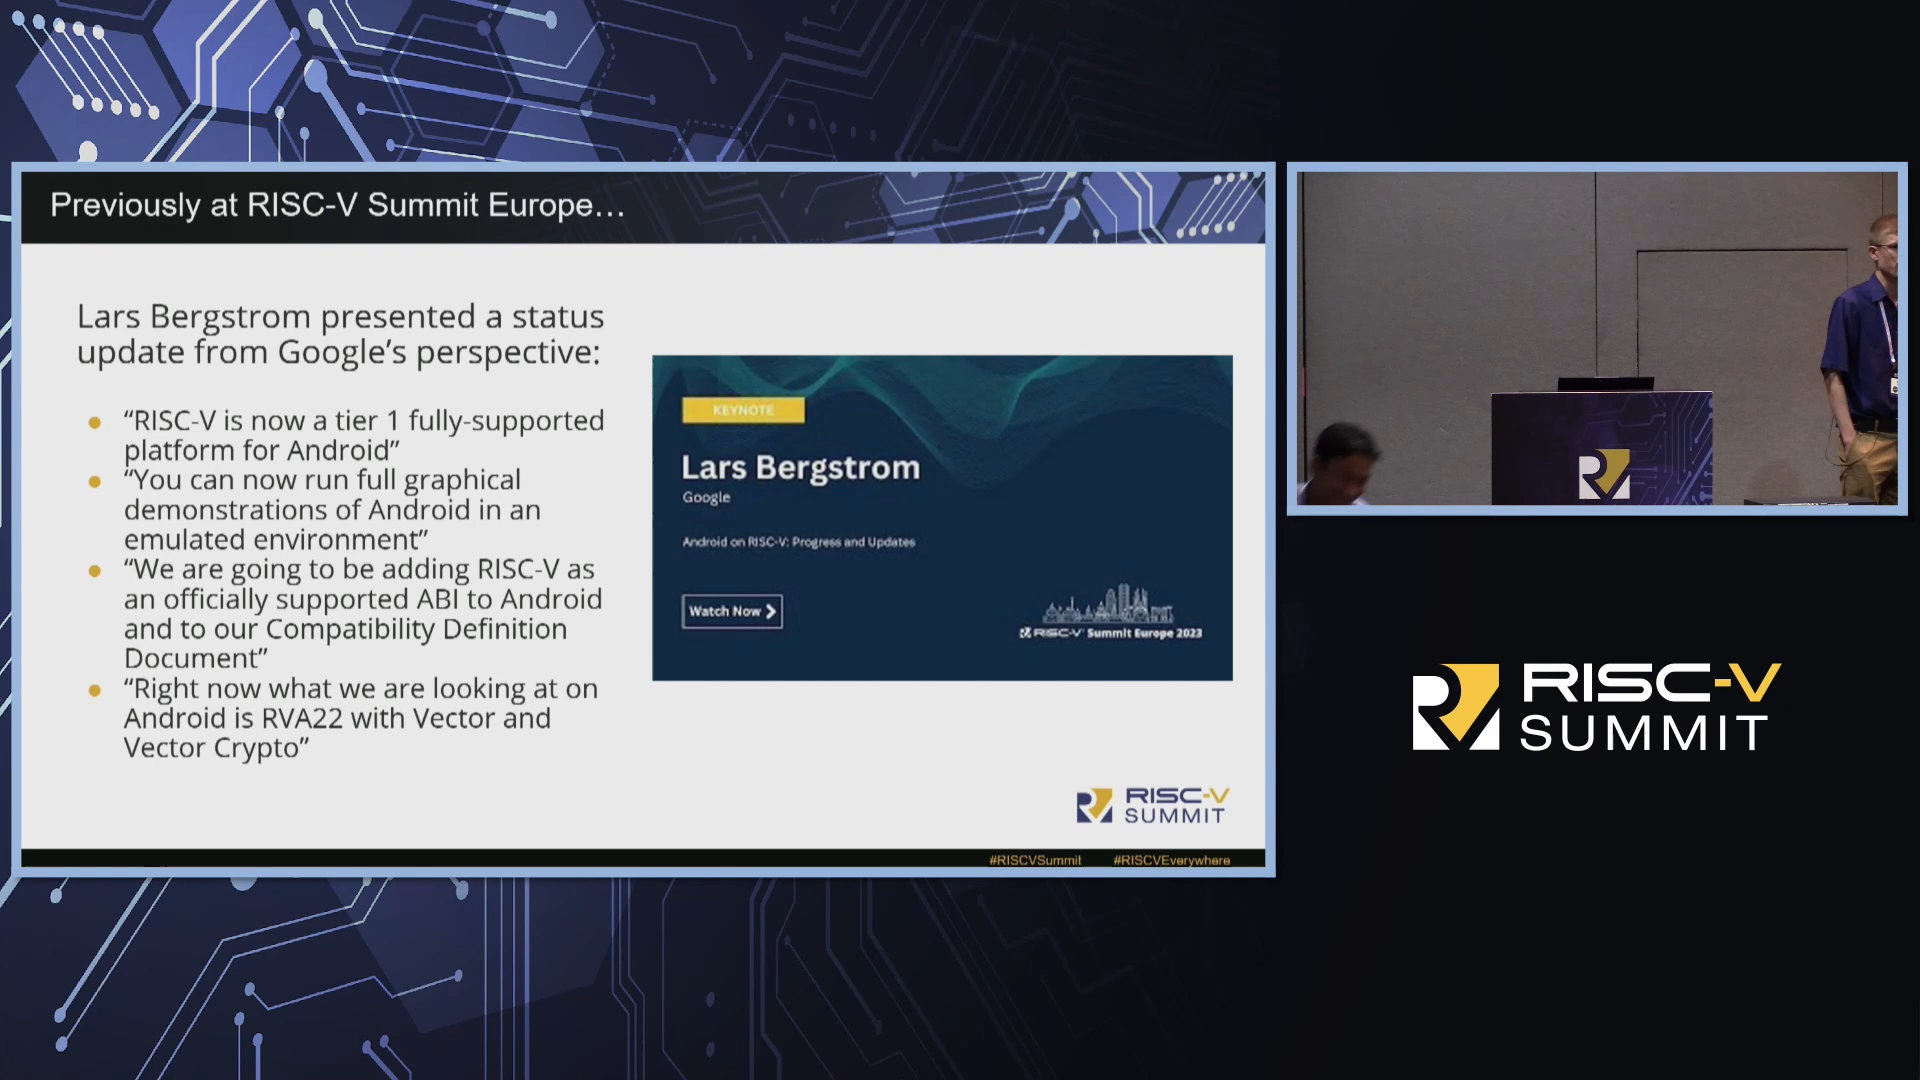 Previously at RISC-V Summit Europe...
Lars Bergstrom presented a status
update from Google's perspective:
“RISC-V is now a tier 1 fully-supported
platform for Android”
“You can now run full graphical
demonstrations of Android in an
emulated environment”
“We are going to be adding RISC-V as
an officially supported ABI to Android
and to our Compatibility Definition
Document”
“Right now what we are looking at on
Android is RVA22 with Vector and
Vector Crypto”
KEYNOTE
Lars Bergstrom
Google
Android on RISC-V: Progress and Updates
Watch Now
RISC-V Summit Europe 2023
RISC-V
SUMMIT
#RISCVSummit #RISCVEverywhere
RISC-V
SUMMIT